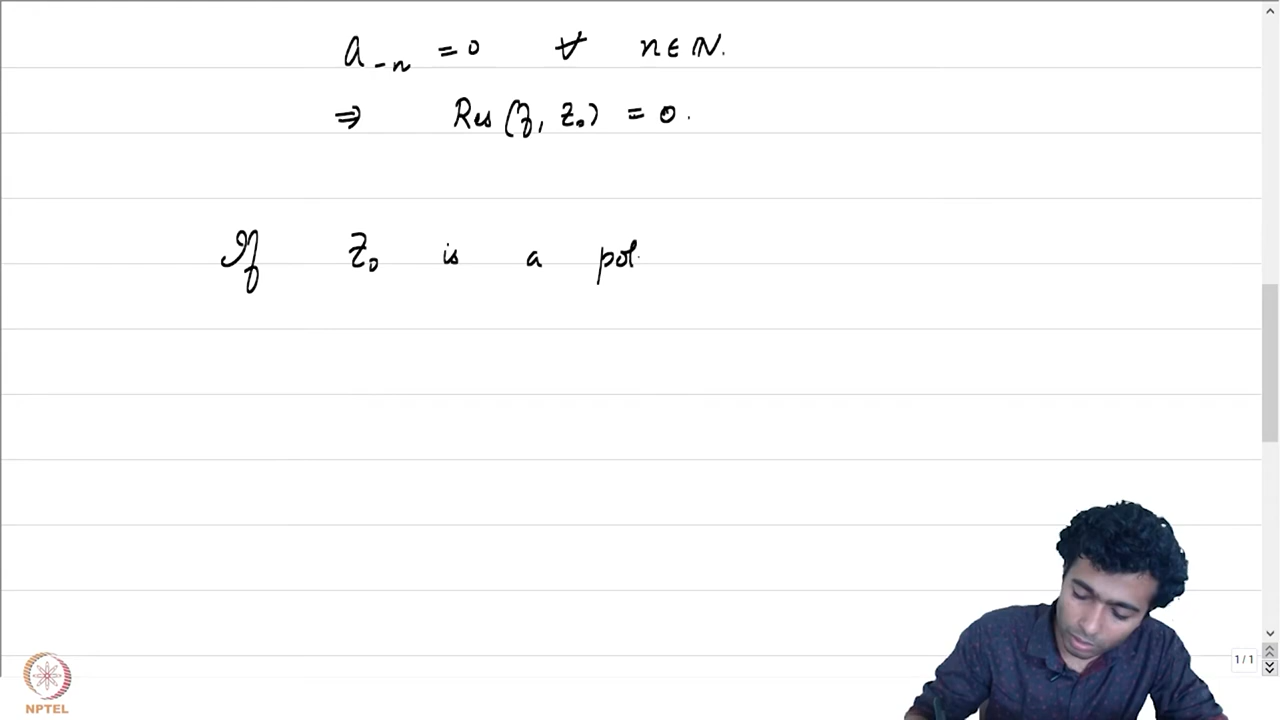 a₋ₙ = 0 ∀ n ∈ ℕ.
⇒ Res (f, z₀) = 0.
If z₀ is a pol
1 / 1
NPTEL